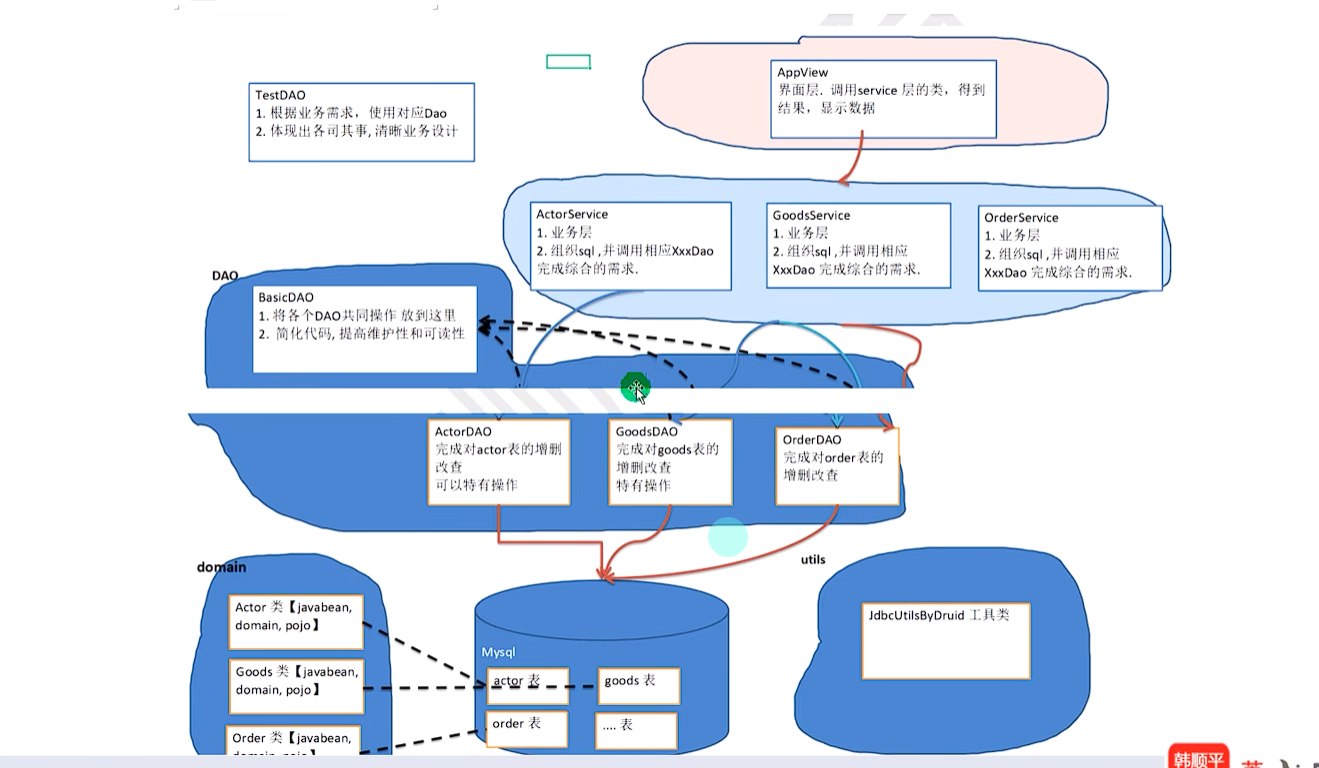 TestDAO
1. 根据业务需求，使用对应Dao
2. 体现出各司其事, 清晰业务设计
AppView
界面层. 调用service 层的类，得到
结果，显示数据
ActorService
1. 业务层
2. 组织sql ,并调用相应XxxDao
完成综合的需求.
GoodsService
1. 业务层
2. 组织sql ,并调用相应
XxxDao 完成综合的需求.
OrderService
1. 业务层
2. 组织sql ,并调用相应
XxxDao 完成综合的需求.
DAO
BasicDAO
1. 将各个DAO共同操作 放到这里
2. 简化代码, 提高维护性和可读性
ActorDAO
完成对actor表的增删
改查
可以特有操作
GoodsDAO
完成对goods表的
增删改查
特有操作
OrderDAO
完成对order表的
增删改查
domain
Actor 类【javabean,
domain, pojo】
Goods 类【javabean,
domain, pojo】
Order 类【javabean,
domain, pojo】
Mysql
actor 表
goods 表
order 表
.... 表
utils
JdbcUtilsByDruid 工具类
韩顺平
英